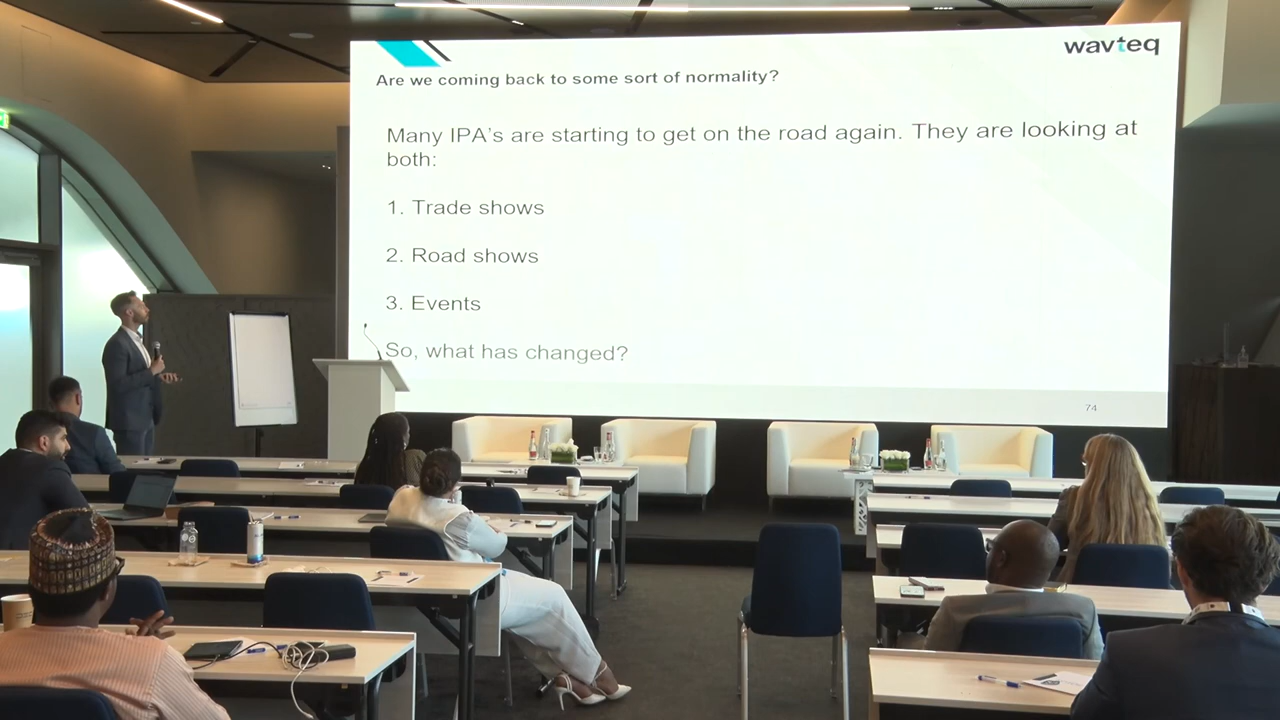 wavteq
Are we coming back to some sort of normality?
Many IPA's are starting to get on the road again. They are looking at
both:
1. Trade shows
2. Road shows
3. Events
So, what has changed?
74